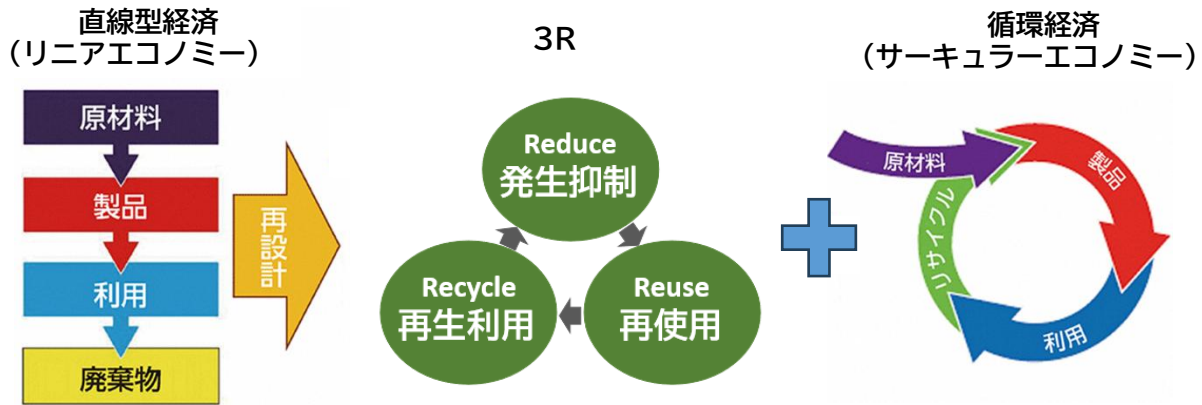 直線型経済
（リニアエコノミー）
原材料
製品
利用
廃棄物
再設計
3R
Reduce
発生抑制
Reuse
再使用
Recycle
再生利用
循環経済
（サーキュラーエコノミー）
原材料
製品
利用
リサイクル